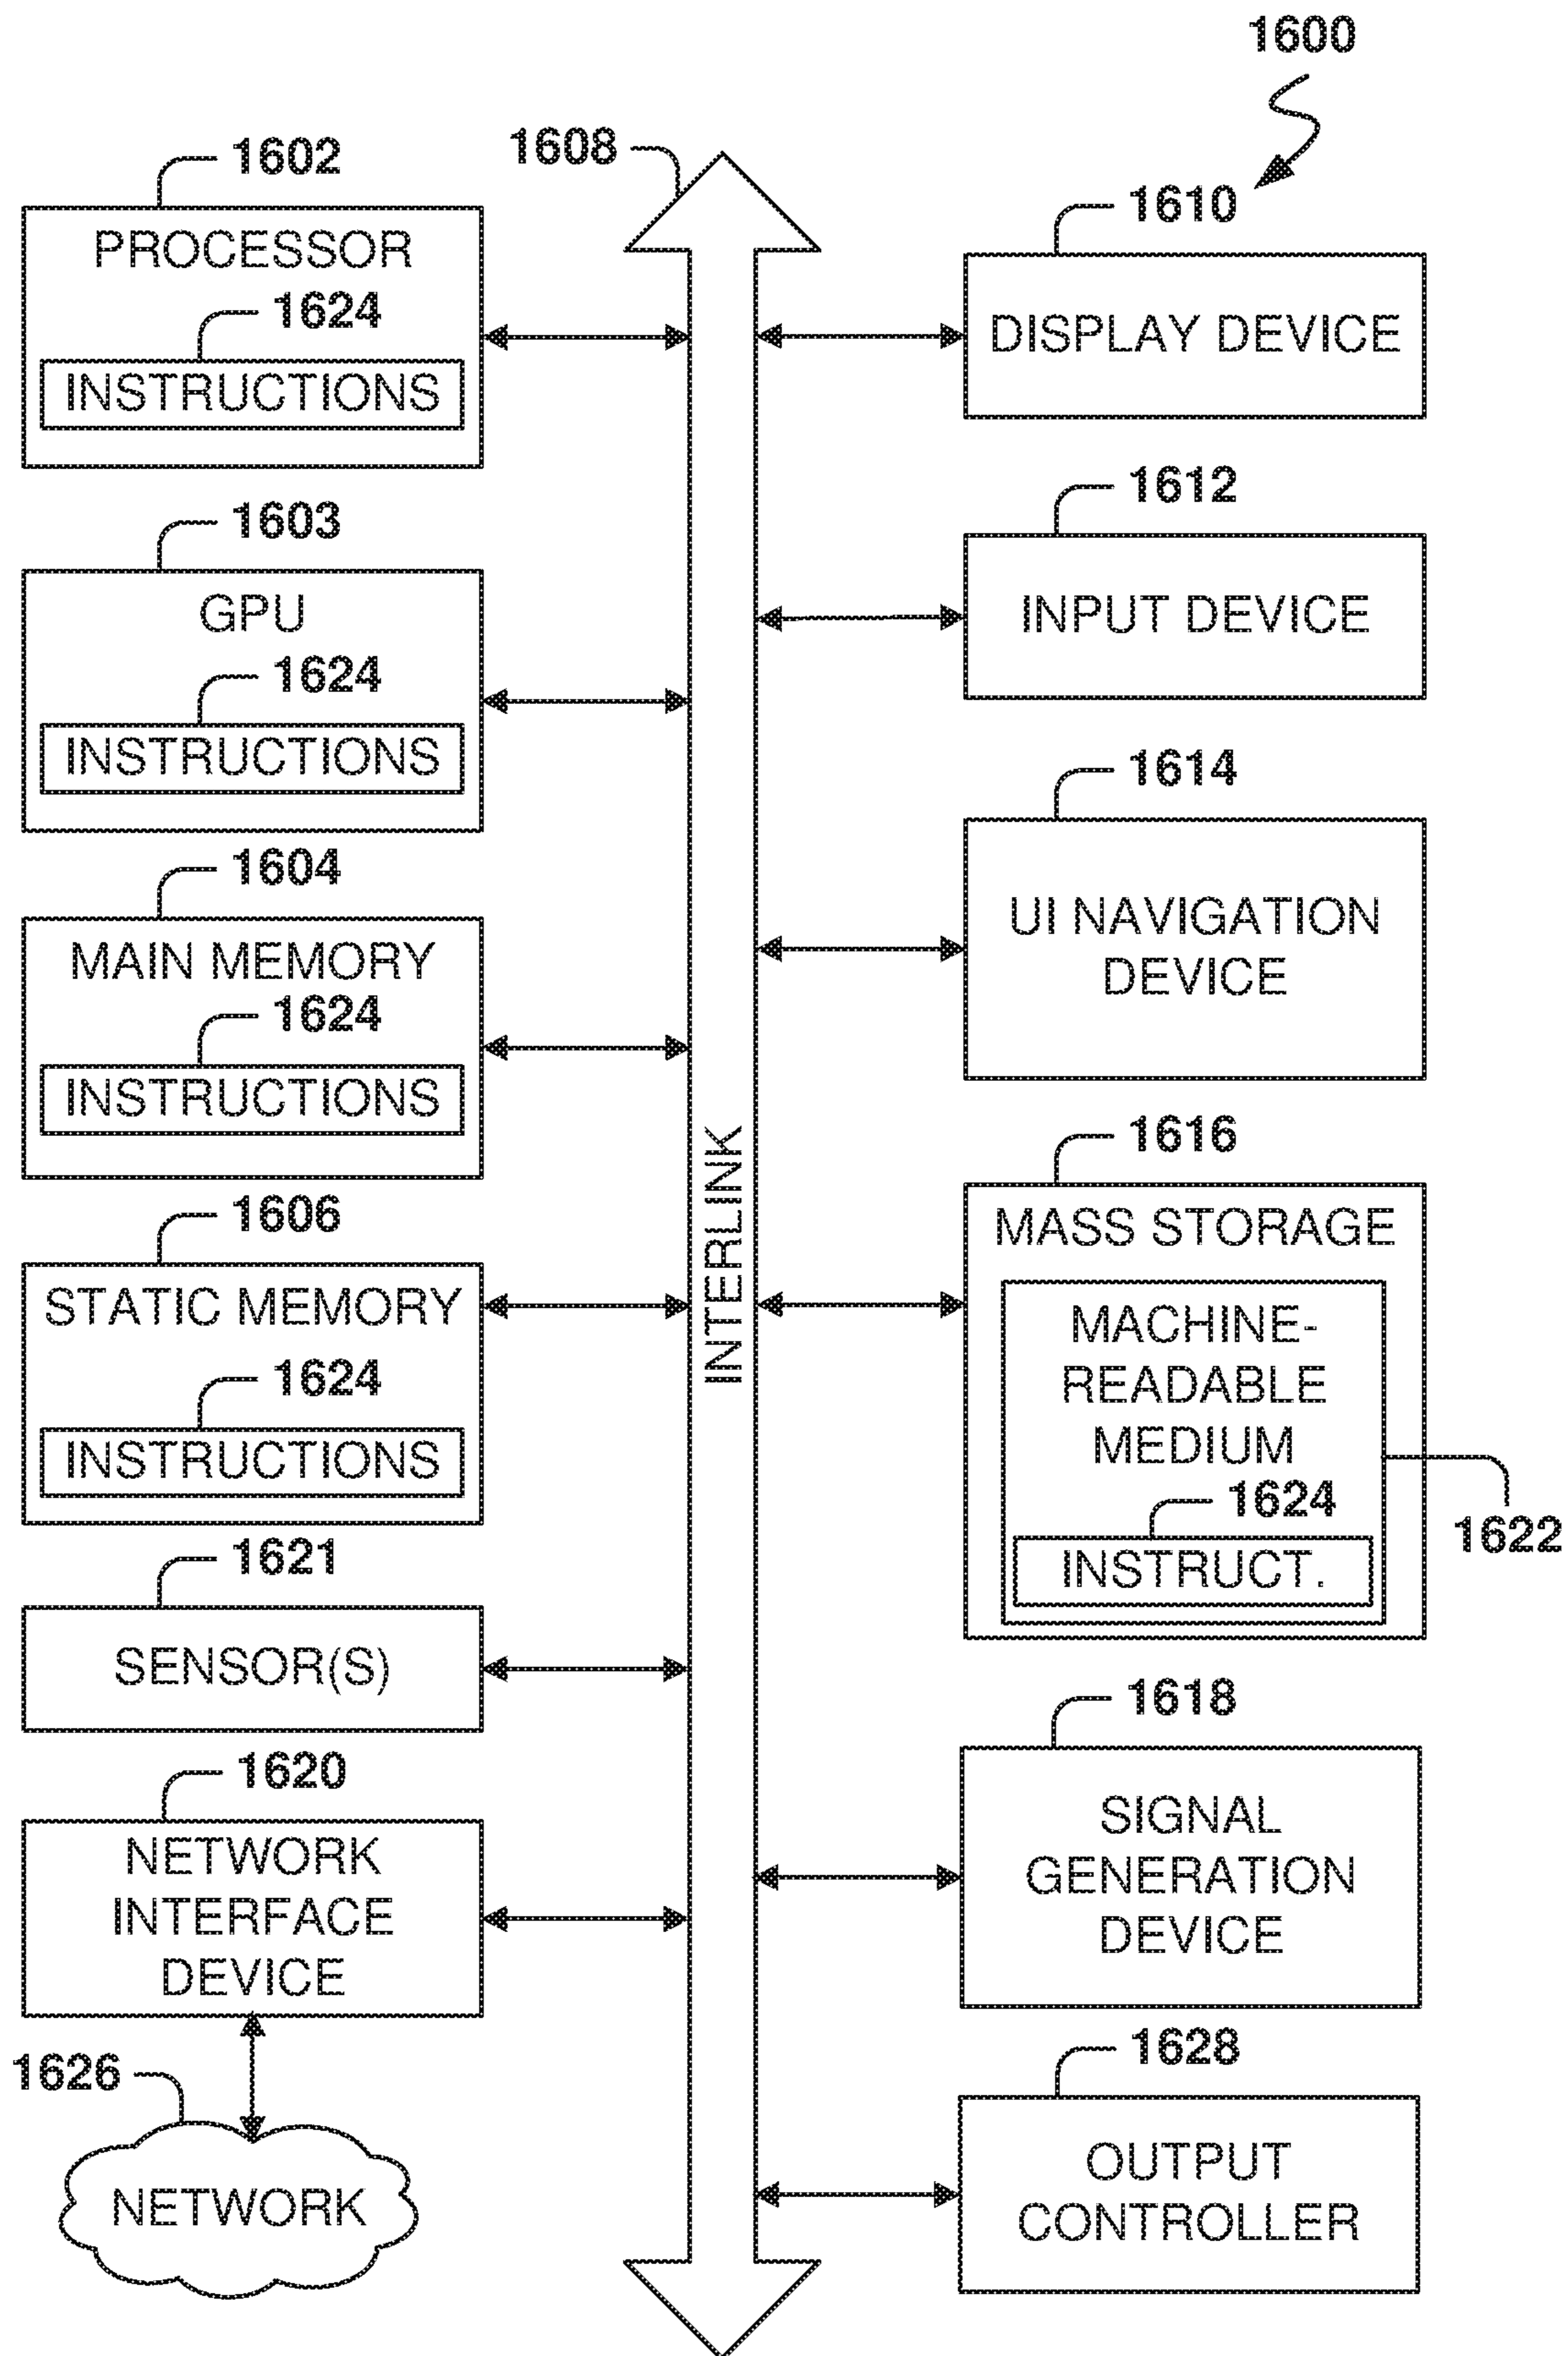 1600
1602
PROCESSOR
1624
INSTRUCTIONS
1603
GPU
1624
INSTRUCTIONS
1604
MAIN MEMORY
1624
INSTRUCTIONS
1606
STATIC MEMORY
1624
INSTRUCTIONS
1621
SENSOR(S)
1620
NETWORK
INTERFACE
DEVICE
1626
NETWORK
1608
INTERLINK
1610
DISPLAY DEVICE
1612
INPUT DEVICE
1614
UI NAVIGATION
DEVICE
1616
MASS STORAGE
MACHINE-
READABLE
MEDIUM
1624
INSTRUCT.
1622
1618
SIGNAL
GENERATION
DEVICE
1628
OUTPUT
CONTROLLER